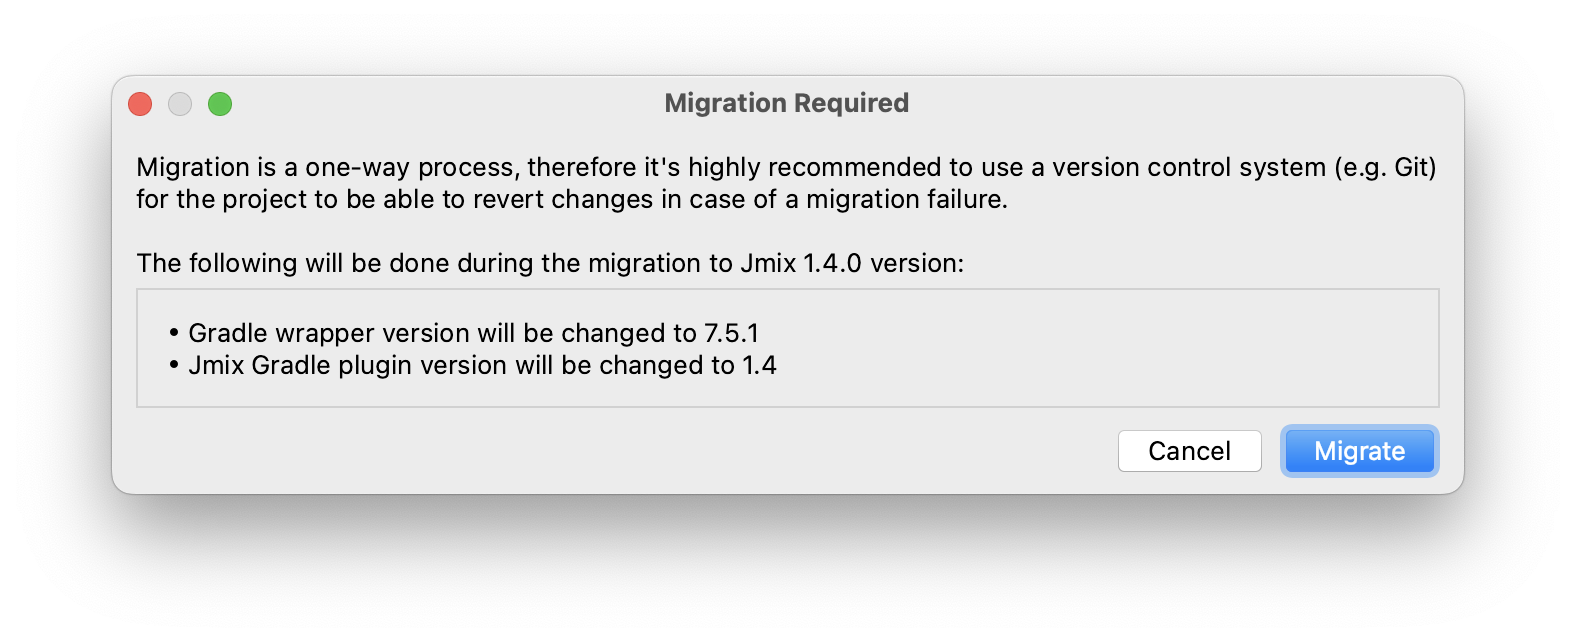 Migration Required
Migration is a one-way process, therefore it's highly recommended to use a version control system (e.g. Git)
for the project to be able to revert changes in case of a migration failure.
The following will be done during the migration to Jmix 1.4.0 version:
• Gradle wrapper version will be changed to 7.5.1
• Jmix Gradle plugin version will be changed to 1.4
Cancel
Migrate